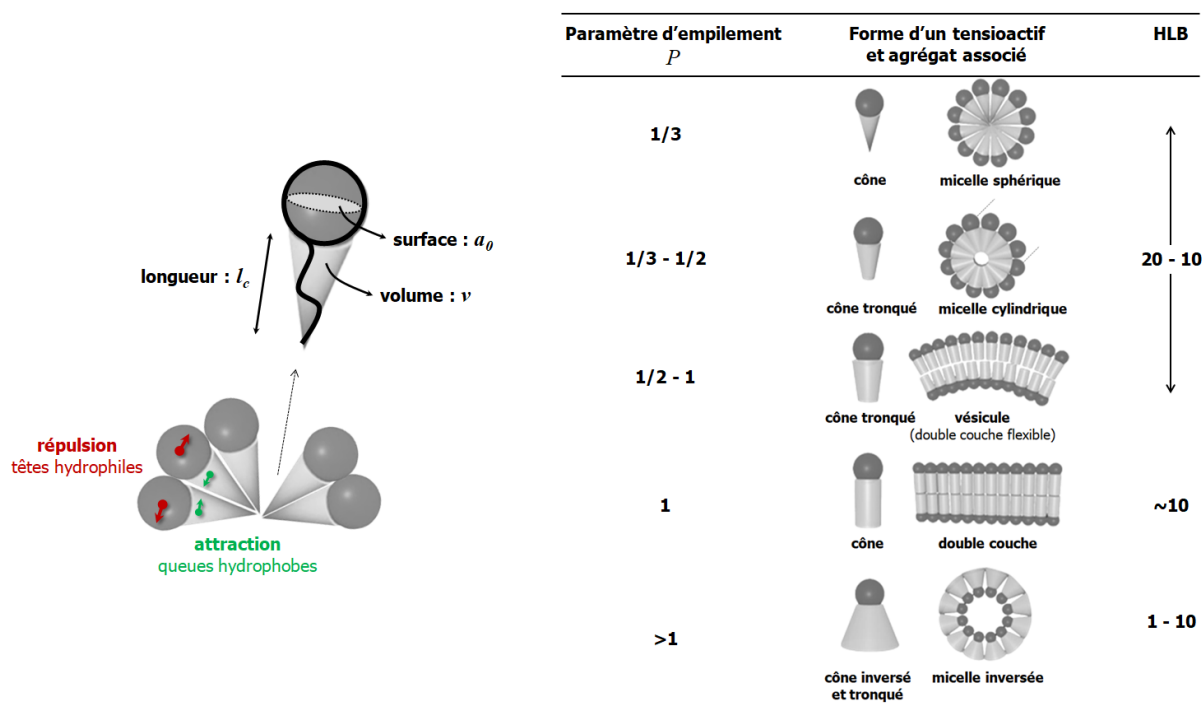 surface : a₀
longueur : l_c
volume : v
répulsion
têtes hydrophiles
attraction
queues hydrophobes
Paramètre d'empilement
P
Forme d'un tensioactif
et agrégat associé
HLB
1/3
cône
micelle sphérique
1/3 - 1/2
cône tronqué
micelle cylindrique
20 - 10
1/2 - 1
cône tronqué
vésicule
(double couche flexible)
1
cône
double couche
~10
>1
cône inversé
et tronqué
micelle inversée
1 - 10